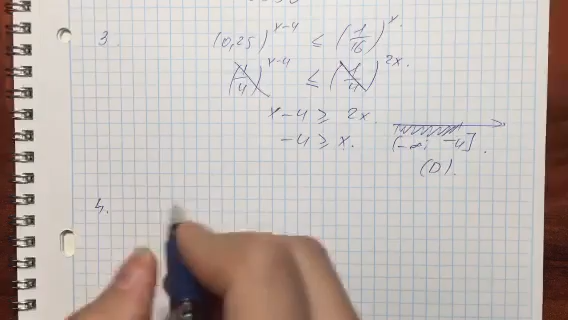 3. (0,25)^{x-4} ≤ (1/16)^{x}.
(1/4)^{x-4} ≤ (1/4)^{2x}.
x-4 ≥ 2x.
-4 ≥ x. (-∞; -4].
(D).
4.